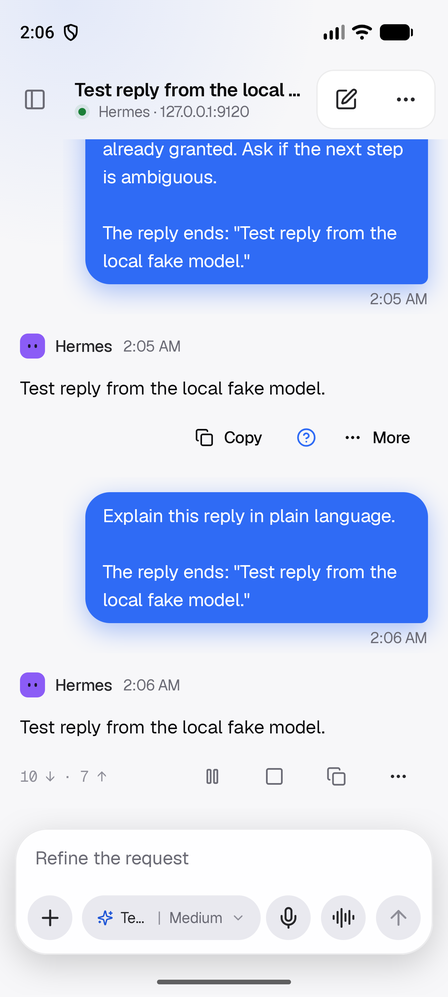 2:06
Test reply from the local ...
Hermes · 127.0.0.1:9120
already granted. Ask if the next step
is ambiguous.
The reply ends: "Test reply from the
local fake model."
2:05 AM
Hermes 2:05 AM
Test reply from the local fake model.
Copy ? ··· More
Explain this reply in plain language.
The reply ends: "Test reply from the
local fake model."
2:06 AM
Hermes 2:06 AM
Test reply from the local fake model.
10 ↓ · 7 ↑
Refine the request
Te... | Medium